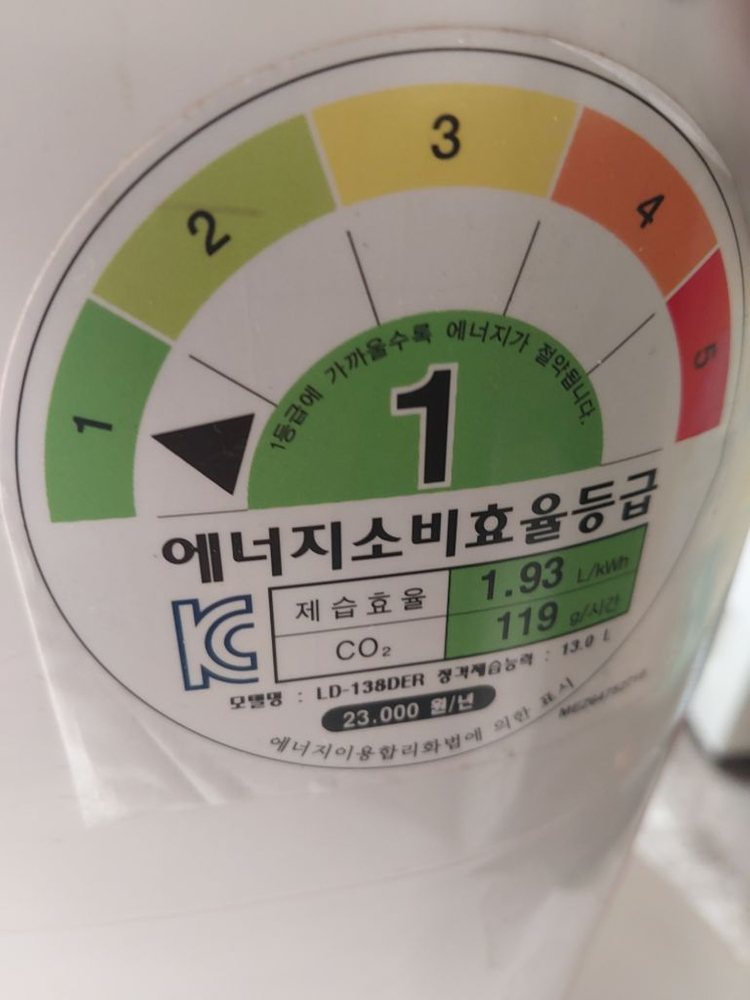 1
2
3
4
5
1등급에 가까울수록 에너지가 절약됩니다.
1
에너지소비효율등급
제습효율 1.93 L/kWh
CO₂ 119 g/시간
모델명 : LD-138DER 정격제습능력 : 13.0 L
23.000 원/년
에너지이용합리화법에 의한 표시